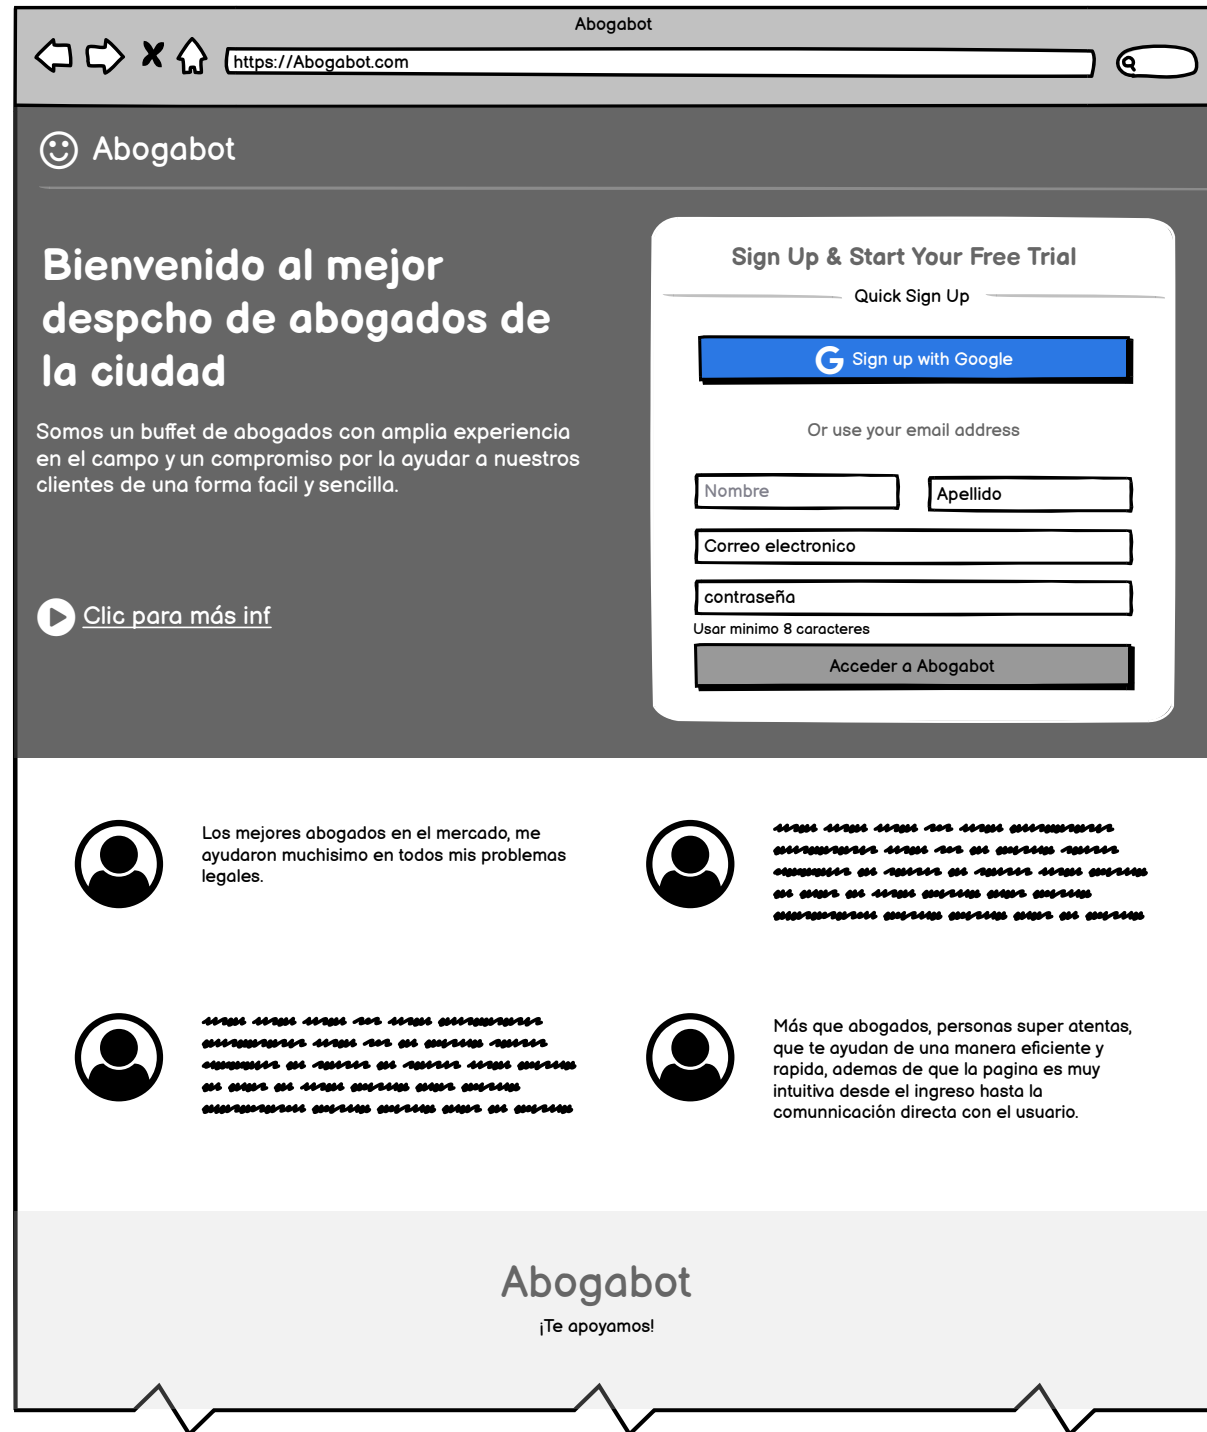 Abogabot
https://Abogabot.com
Abogabot
Bienvenido al mejor
despcho de abogados de
la ciudad
Somos un buffet de abogados con amplia experiencia
en el campo y un compromiso por la ayudar a nuestros
clientes de una forma facil y sencilla.
Clic para más inf
Sign Up & Start Your Free Trial
Quick Sign Up
Sign up with Google
Or use your email address
Nombre
Apellido
Correo electronico
contraseña
Usar minimo 8 caracteres
Acceder a Abogabot
Los mejores abogados en el mercado, me
ayudaron muchisimo en todos mis problemas
legales.
Más que abogados, personas super atentas,
que te ayudan de una manera eficiente y
rapida, ademas de que la pagina es muy
intuitiva desde el ingreso hasta la
comunnicación directa con el usuario.
Abogabot
¡Te apoyamos!